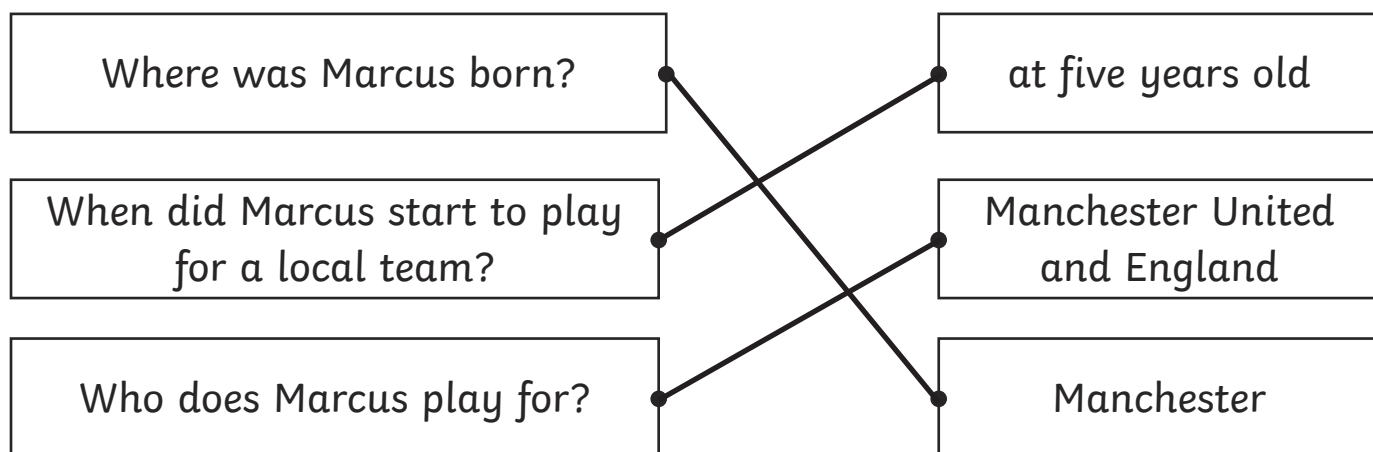 Where was Marcus born?
at five years old
When did Marcus start to play
for a local team?
Manchester United
and England
Who does Marcus play for?
Manchester